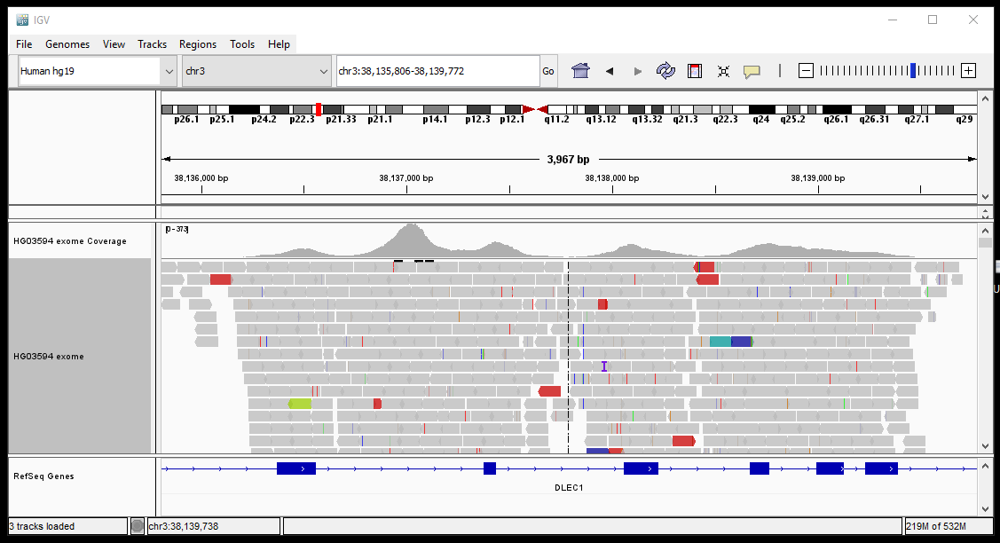 IGV
File Genomes View Tracks Regions Tools Help
Human hg19 chr3 chr3:38,135,806-38,139,772 Go
p26.1 p25.1 p24.2 p22.3 p21.33 p21.1 p14.1 p12.3 p12.1 q11.2 q13.12 q13.32 q21.3 q22.3 q24 q25.2 q26.1 q26.31 q27.1 q29
3,967 bp
38,136,000 bp 38,137,000 bp 38,138,000 bp 38,139,000 bp
[0 - 373]
HG03594 exome Coverage
HG03594 exome
RefSeq Genes
DLEC1
3 tracks loaded chr3:38,139,738 219M of 532M